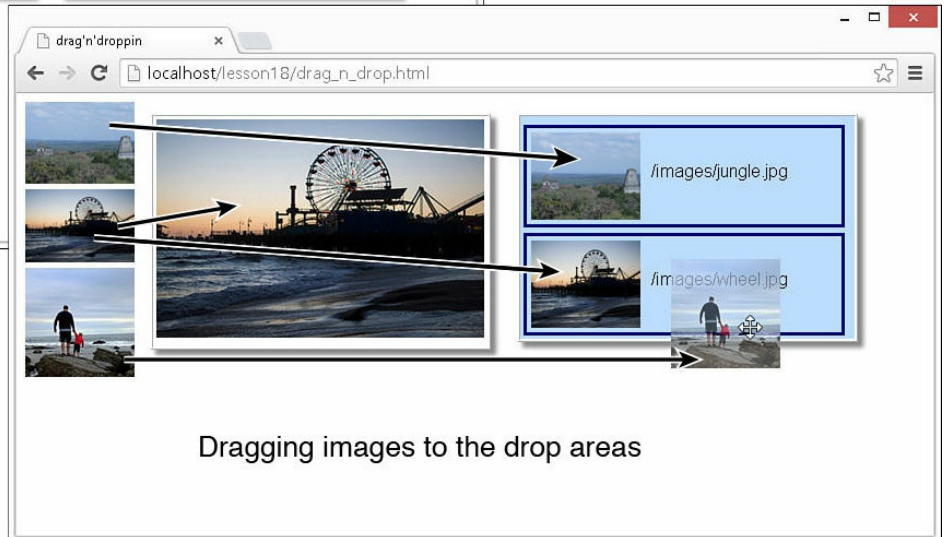 drag'n'droppin
localhost/lesson18/drag_n_drop.html
/images/jungle.jpg
/images/wheel.jpg
Dragging images to the drop areas